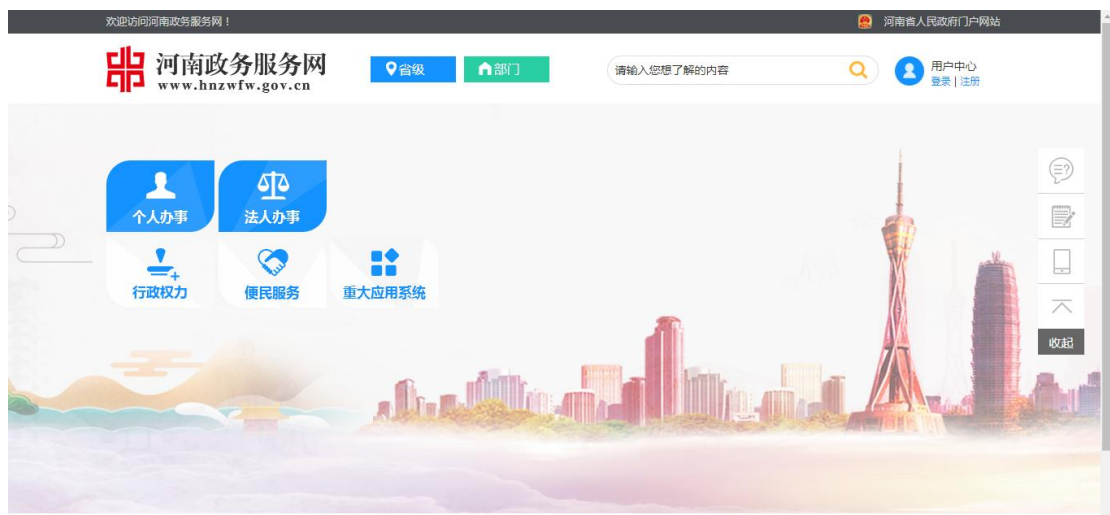 欢迎访问河南政务服务网！
河南省人民政府门户网站
河南政务服务网
www.hnzwfw.gov.cn
省级
部门
请输入您想了解的内容
用户中心
登录 | 注册
个人办事
法人办事
行政权力
便民服务
重大应用系统
收起